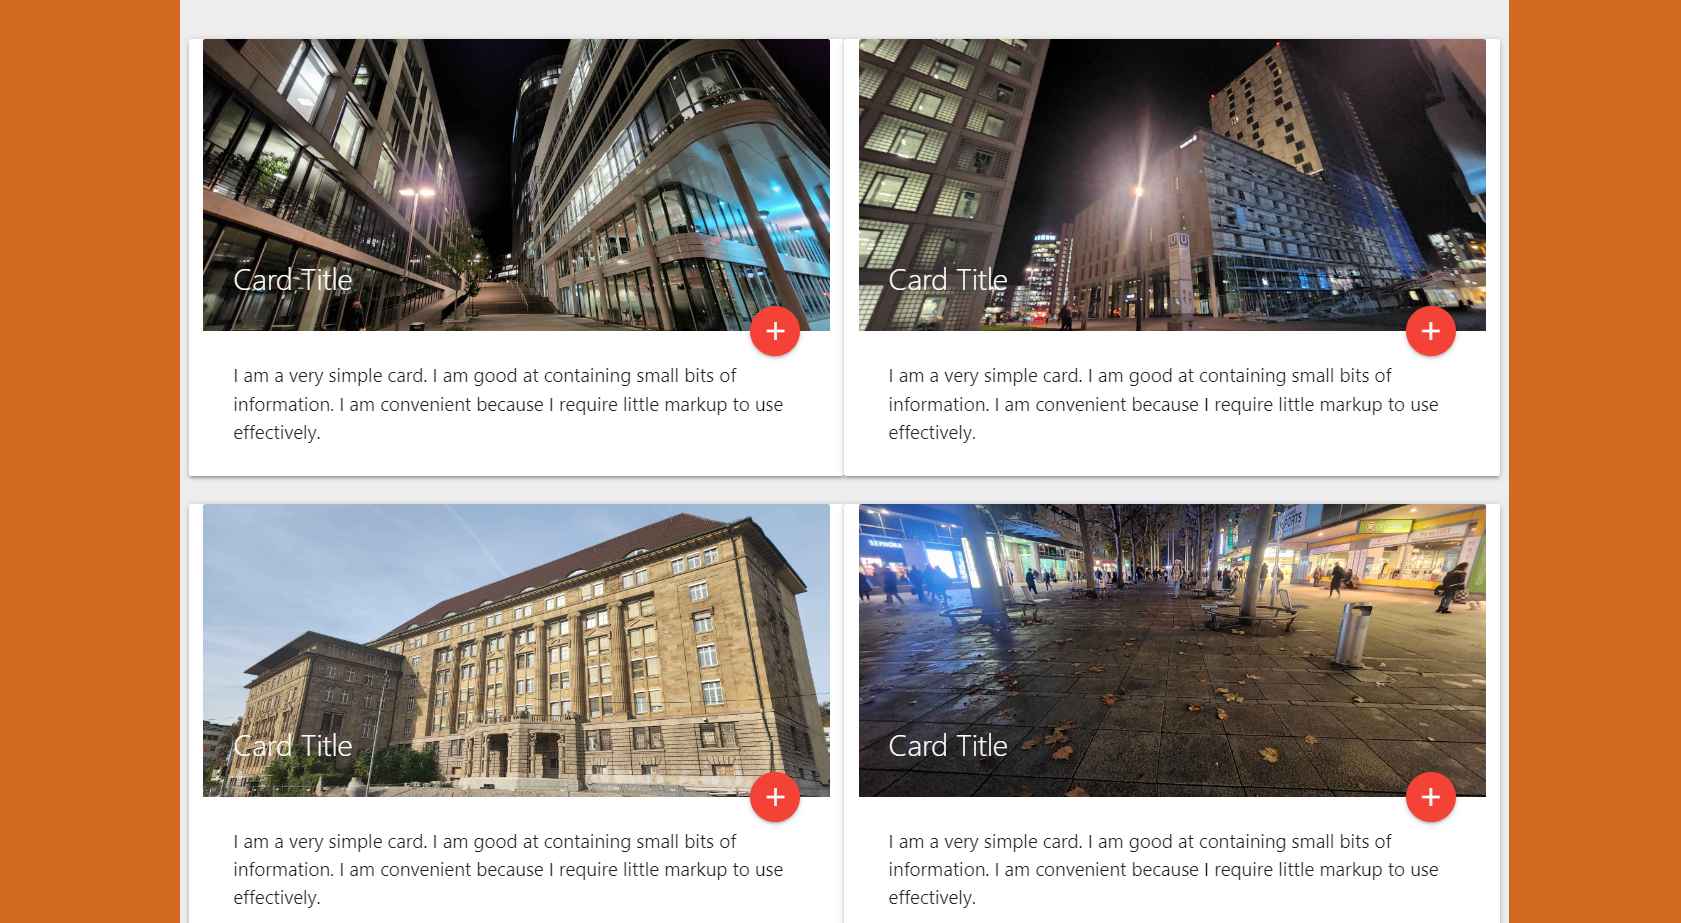 Card Title
I am a very simple card. I am good at containing small bits of
information. I am convenient because I require little markup to use
effectively.
Card Title
I am a very simple card. I am good at containing small bits of
information. I am convenient because I require little markup to use
effectively.
SEPHORA
Card Title
I am a very simple card. I am good at containing small bits of
information. I am convenient because I require little markup to use
effectively.
Card Title
I am a very simple card. I am good at containing small bits of
information. I am convenient because I require little markup to use
effectively.